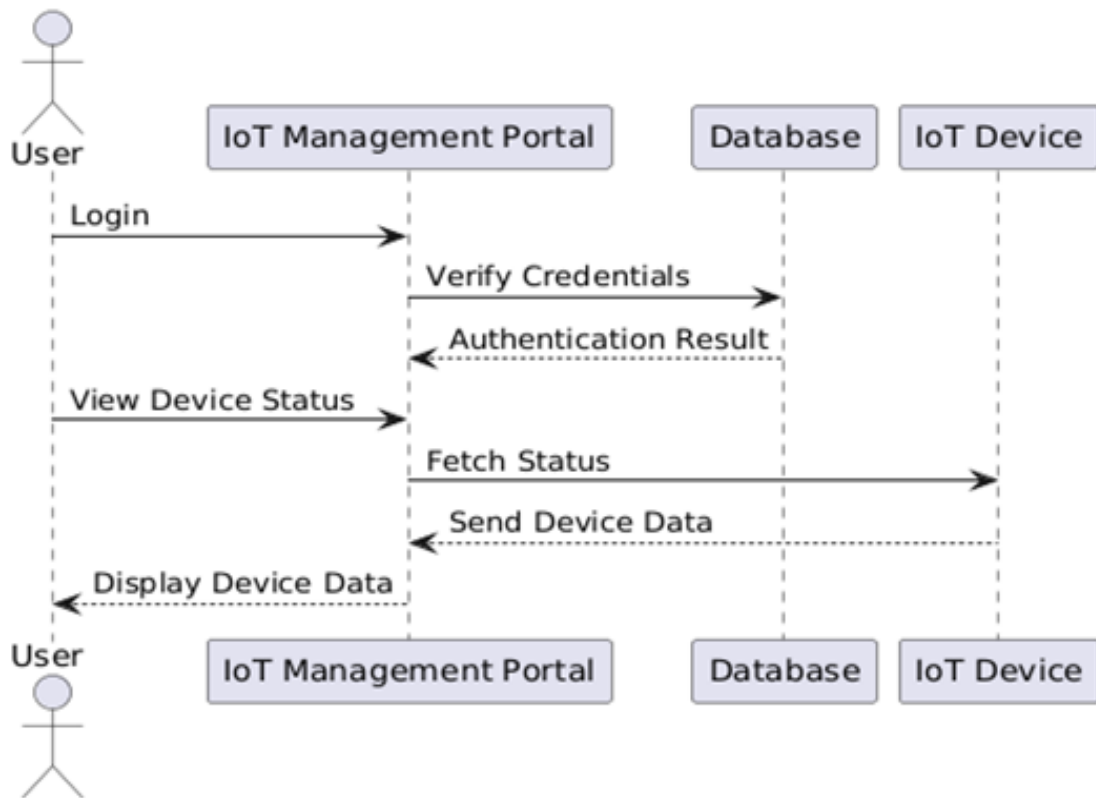 User
IoT Management Portal
Database
IoT Device
Login
Verify Credentials
Authentication Result
View Device Status
Fetch Status
Send Device Data
Display Device Data
User
IoT Management Portal
Database
IoT Device